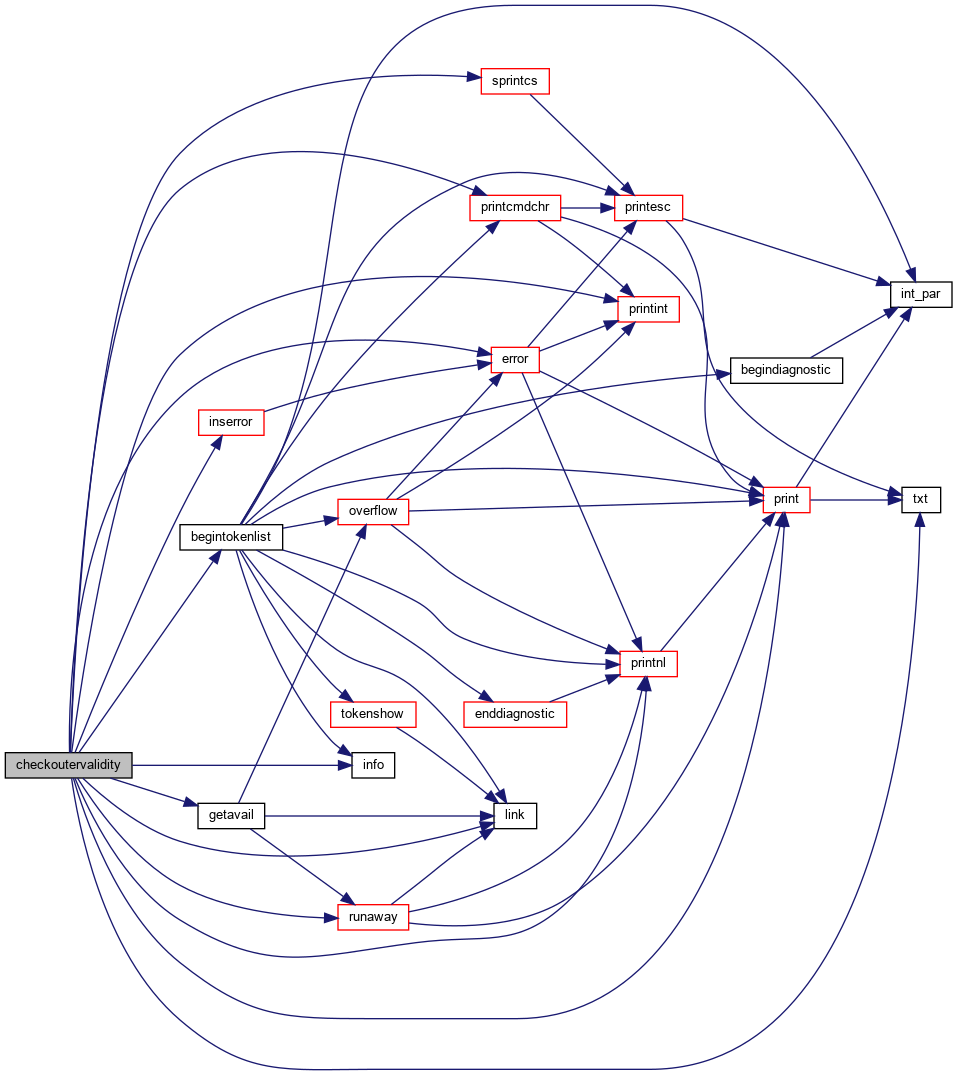 sprintcs
printcmdchr
printesc
int_par
printint
error
begindiagnostic
inserror
overflow
print
txt
begintokenlist
printnl
tokenshow
enddiagnostic
checkoutervalidity
info
getavail
link
runaway